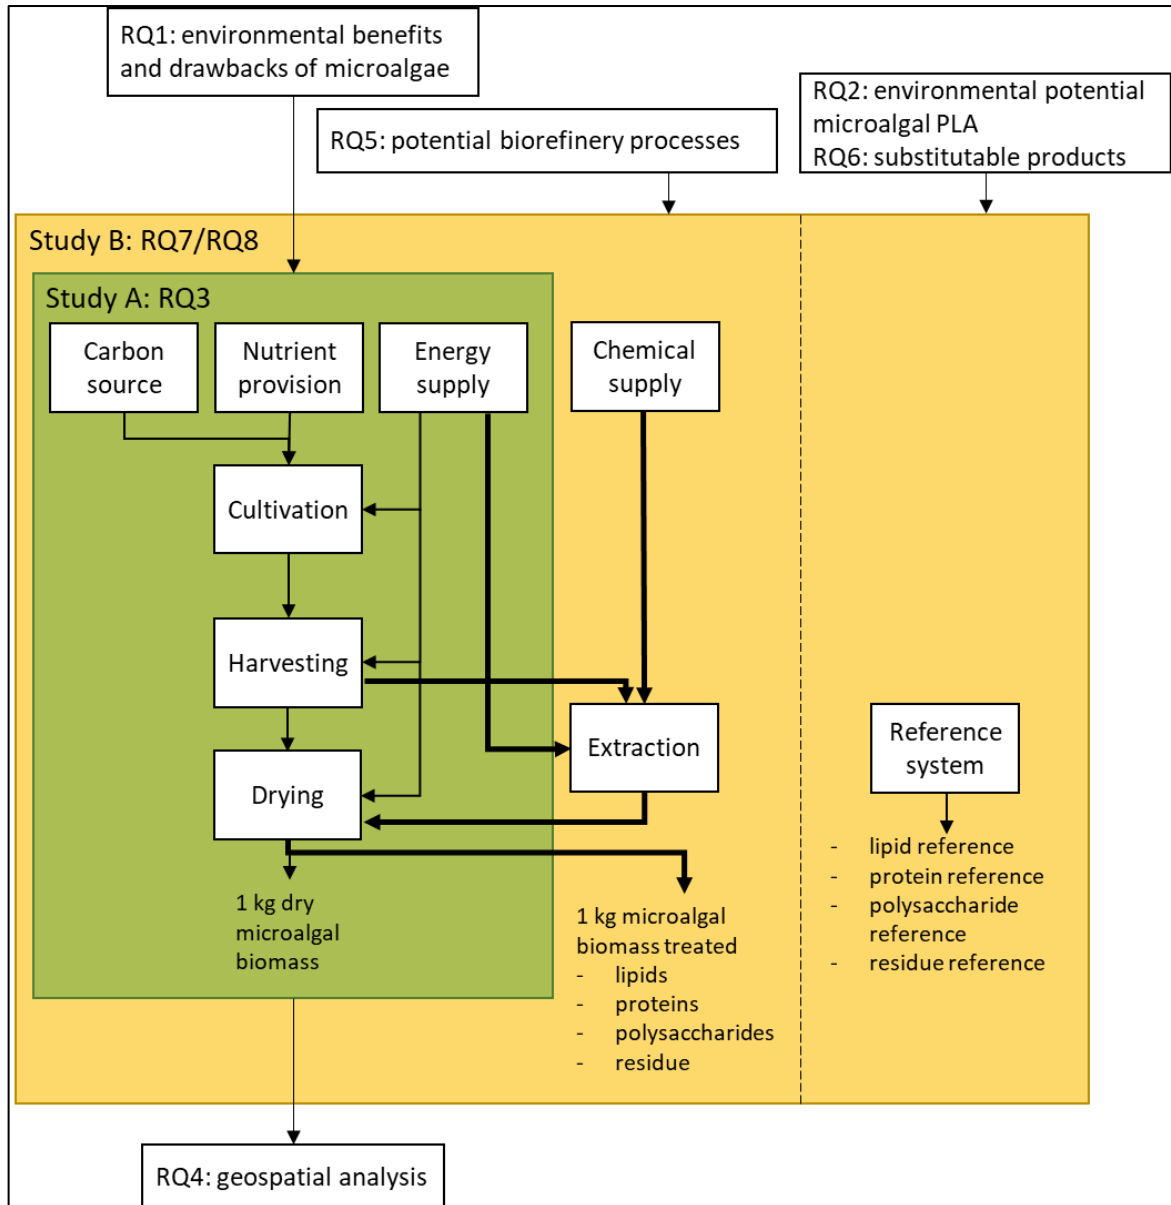 RQ1: environmental benefits
and drawbacks of microalgae
RQ5: potential biorefinery processes
RQ2: environmental potential
microalgal PLA
RQ6: substitutable products
Study B: RQ7/RQ8
Study A: RQ3
Carbon
source
Nutrient
provision
Energy
supply
Chemical
supply
Cultivation
Harvesting
Drying
Extraction
Reference
system
1 kg dry
microalgal
biomass
1 kg microalgal
biomass treated
- lipids
- proteins
- polysaccharides
- residue
- lipid reference
- protein reference
- polysaccharide
reference
- residue reference
RQ4: geospatial analysis